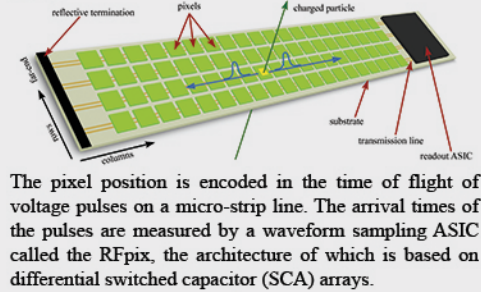 reflective termination
pixels
charged particle
far-end
rows
columns
substrate
transmission line
readout ASIC
The pixel position is encoded in the time of flight of
voltage pulses on a micro-strip line. The arrival times of
the pulses are measured by a waveform sampling ASIC
called the RFpix, the architecture of which is based on
differential switched capacitor (SCA) arrays.